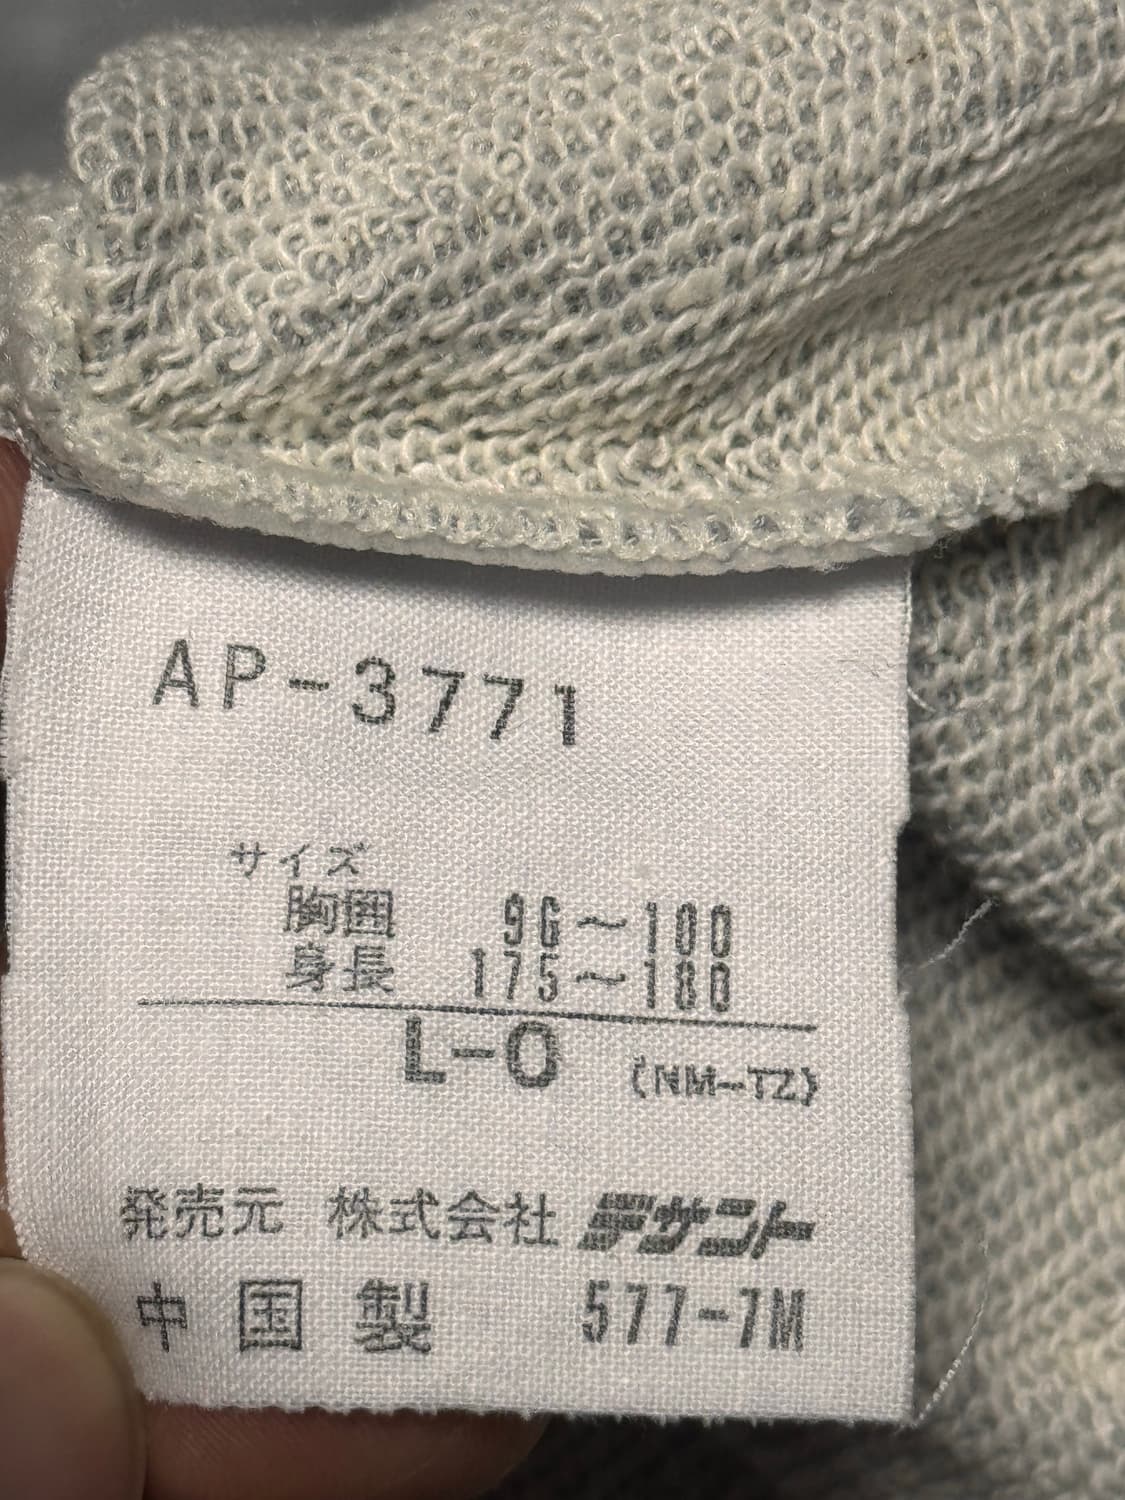 AP-3771
サイズ
胸囲 96~100
身長 175~180
L-O (NM-TZ)
発売元 株式会社デサント
中国製 577-7M